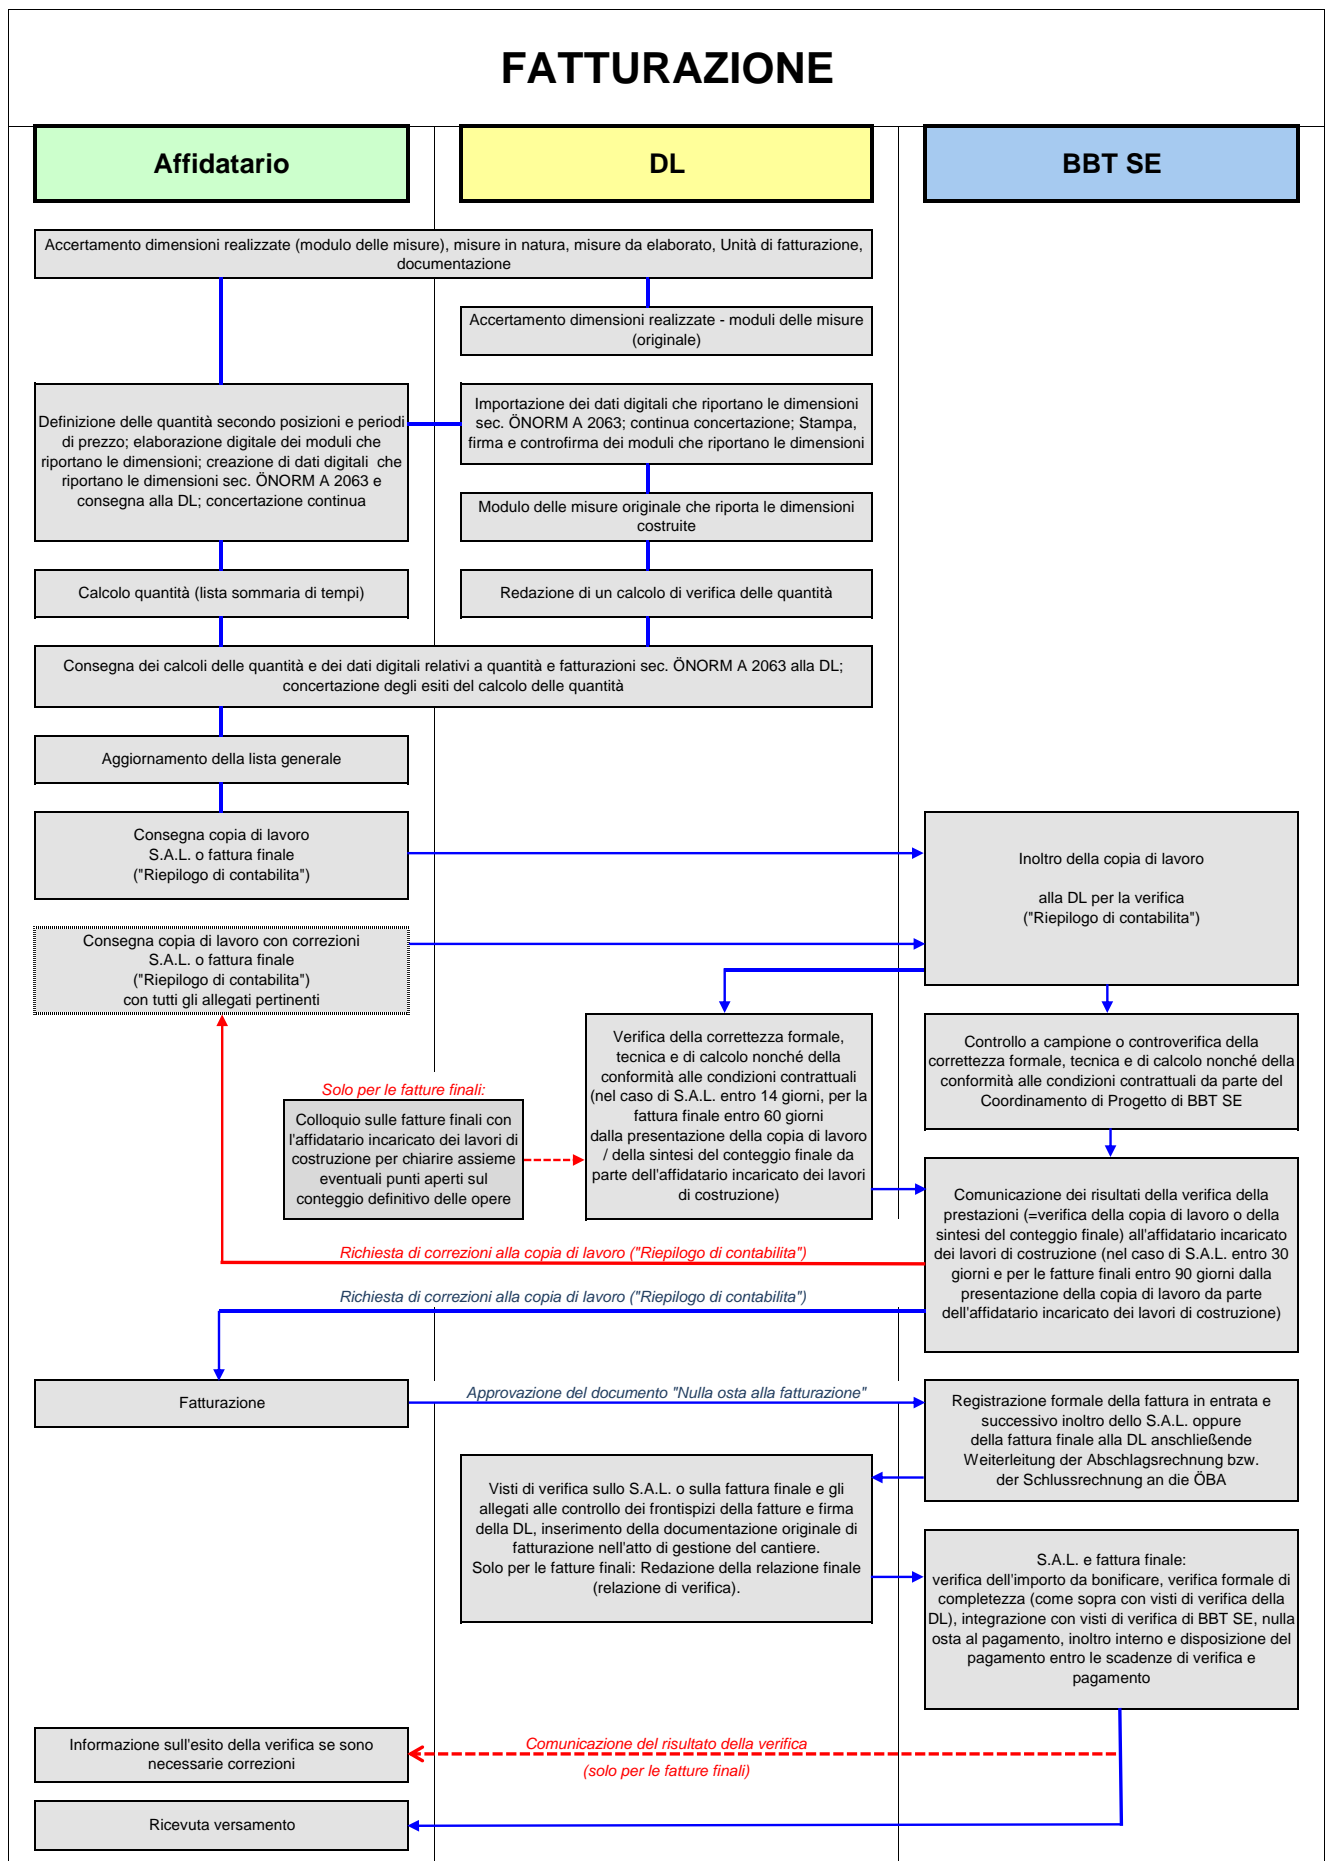 FATTURAZIONE
Affidatario
DL
BBT SE
Accertamento dimensioni realizzate (modulo delle misure), misure in natura, misure da elaborato, Unità di fatturazione,
documentazione
Accertamento dimensioni realizzate - moduli delle misure
(originale)
Definizione delle quantità secondo posizioni e periodi
di prezzo; elaborazione digitale dei moduli che
riportano le dimensioni; creazione di dati digitali  che
riportano le dimensioni sec. ÖNORM A 2063 e
consegna alla DL; concertazione continua
Importazione dei dati digitali che riportano le dimensioni
sec. ÖNORM A 2063; continua concertazione; Stampa,
firma e controfirma dei moduli che riportano le dimensioni
Modulo delle misure originale che riporta le dimensioni
costruite
Calcolo quantità (lista sommaria di tempi)
Redazione di un calcolo di verifica delle quantità
Consegna dei calcoli delle quantità e dei dati digitali relativi a quantità e fatturazioni sec. ÖNORM A 2063 alla DL;
concertazione degli esiti del calcolo delle quantità
Aggiornamento della lista generale
Consegna copia di lavoro
S.A.L. o fattura finale
("Riepilogo di contabilita")
Inoltro della copia di lavoro
alla DL per la verifica
("Riepilogo di contabilita")
Consegna copia di lavoro con correzioni
S.A.L. o fattura finale
("Riepilogo di contabilita")
con tutti gli allegati pertinenti
Verifica della correttezza formale,
tecnica e di calcolo nonché della
conformità alle condizioni contrattuali
(nel caso di S.A.L. entro 14 giorni, per la
fattura finale entro 60 giorni
dalla presentazione della copia di lavoro
/ della sintesi del conteggio finale da
parte dell'affidatario incaricato dei lavori
di costruzione)
Controllo a campione o controverifica della
correttezza formale, tecnica e di calcolo nonché della
conformità alle condizioni contrattuali da parte del
Coordinamento di Progetto di BBT SE
Solo per le fatture finali:
Colloquio sulle fatture finali con
l'affidatario incaricato dei lavori di
costruzione per chiarire assieme
eventuali punti aperti sul
conteggio definitivo delle opere
Comunicazione dei risultati della verifica della
prestazioni (=verifica della copia di lavoro o della
sintesi del conteggio finale) all'affidatario incaricato
dei lavori di costruzione (nel caso di S.A.L. entro 30
giorni e per le fatture finali entro 90 giorni dalla
presentazione della copia di lavoro da parte
dell'affidatario incaricato dei lavori di costruzione)
Richiesta di correzioni alla copia di lavoro ("Riepilogo di contabilita")
Richiesta di correzioni alla copia di lavoro ("Riepilogo di contabilita")
Fatturazione
Approvazione del documento "Nulla osta alla fatturazione"
Registrazione formale della fattura in entrata e
successivo inoltro dello S.A.L. oppure
della fattura finale alla DL anschließende
Weiterleitung der Abschlagsrechnung bzw.
der Schlussrechnung an die ÖBA
Visti di verifica sullo S.A.L. o sulla fattura finale e gli
allegati alle controllo dei frontispizi della fatture e firma
della DL, inserimento della documentazione originale di
fatturazione nell'atto di gestione del cantiere.
Solo per le fatture finali: Redazione della relazione finale
(relazione di verifica).
S.A.L. e fattura finale:
verifica dell'importo da bonificare, verifica formale di
completezza (come sopra con visti di verifica della
DL), integrazione con visti di verifica di BBT SE, nulla
osta al pagamento, inoltro interno e disposizione del
pagamento entro le scadenze di verifica e
pagamento
Informazione sull'esito della verifica se sono
necessarie correzioni
Comunicazione del risultato della verifica
(solo per le fatture finali)
Ricevuta versamento